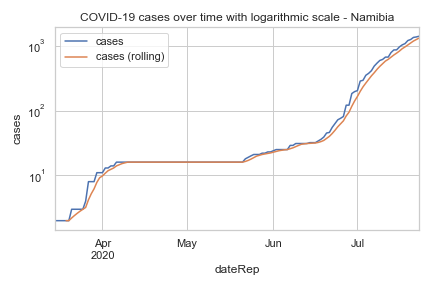 COVID-19 cases over time with logarithmic scale - Namibia
cases
cases (rolling)
cases
10³
10²
10¹
Apr
2020
May
Jun
Jul
dateRep